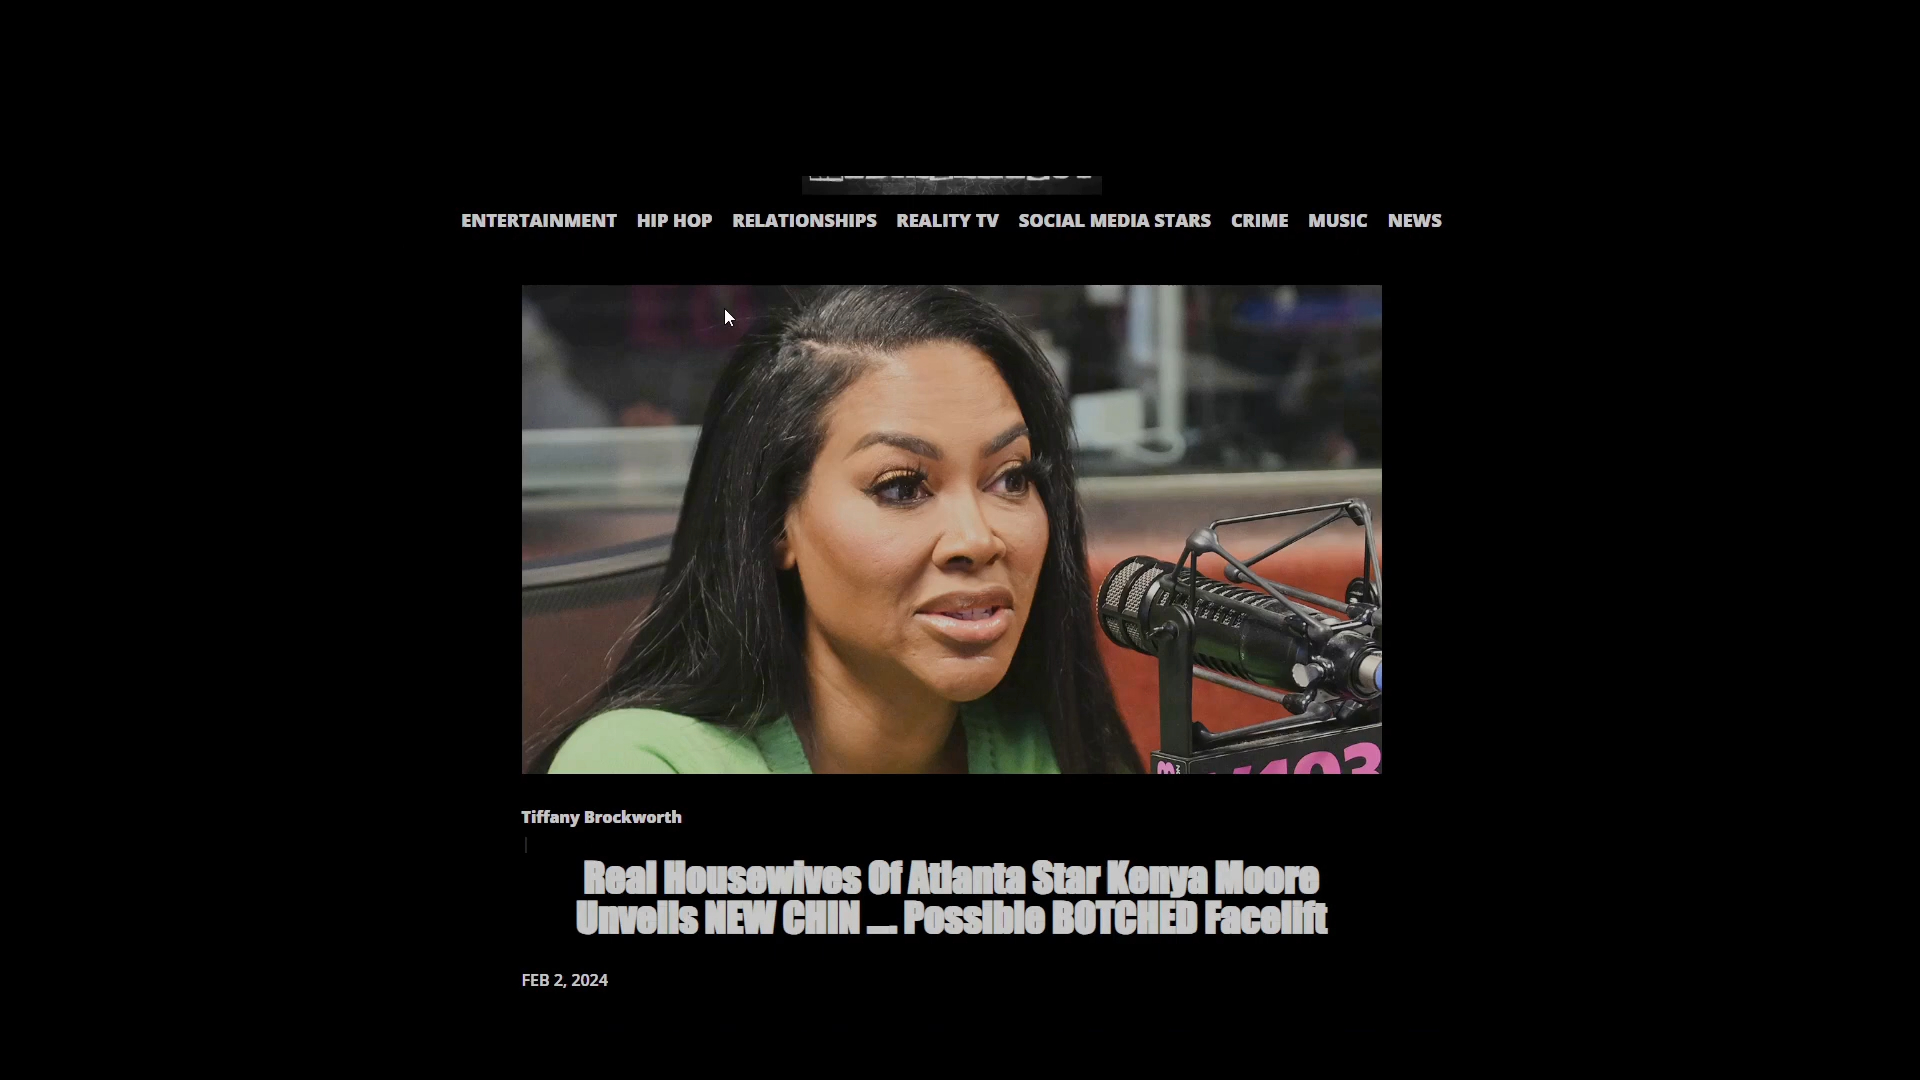 ENTERTAINMENT HIP HOP RELATIONSHIPS REALITY TV SOCIAL MEDIA STARS CRIME MUSIC NEWS
V103
Tiffany Brockworth
Real Housewives Of Atlanta Star Kenya Moore
Unveils NEW CHIN .... Possible BOTCHED Facelift
FEB 2, 2024